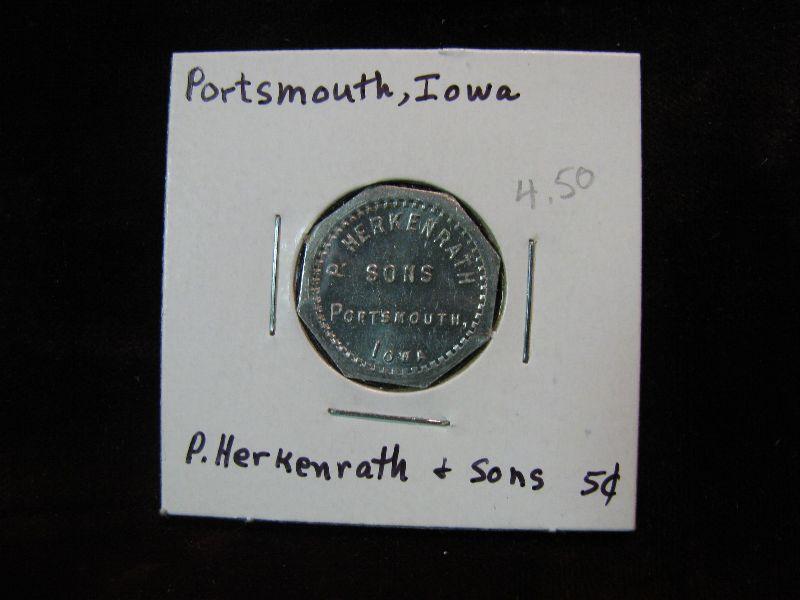 Portsmouth, Iowa
4.50
P. HERKENRATH
SONS
PORTSMOUTH,
IOWA
P. Herkenrath + Sons 5¢